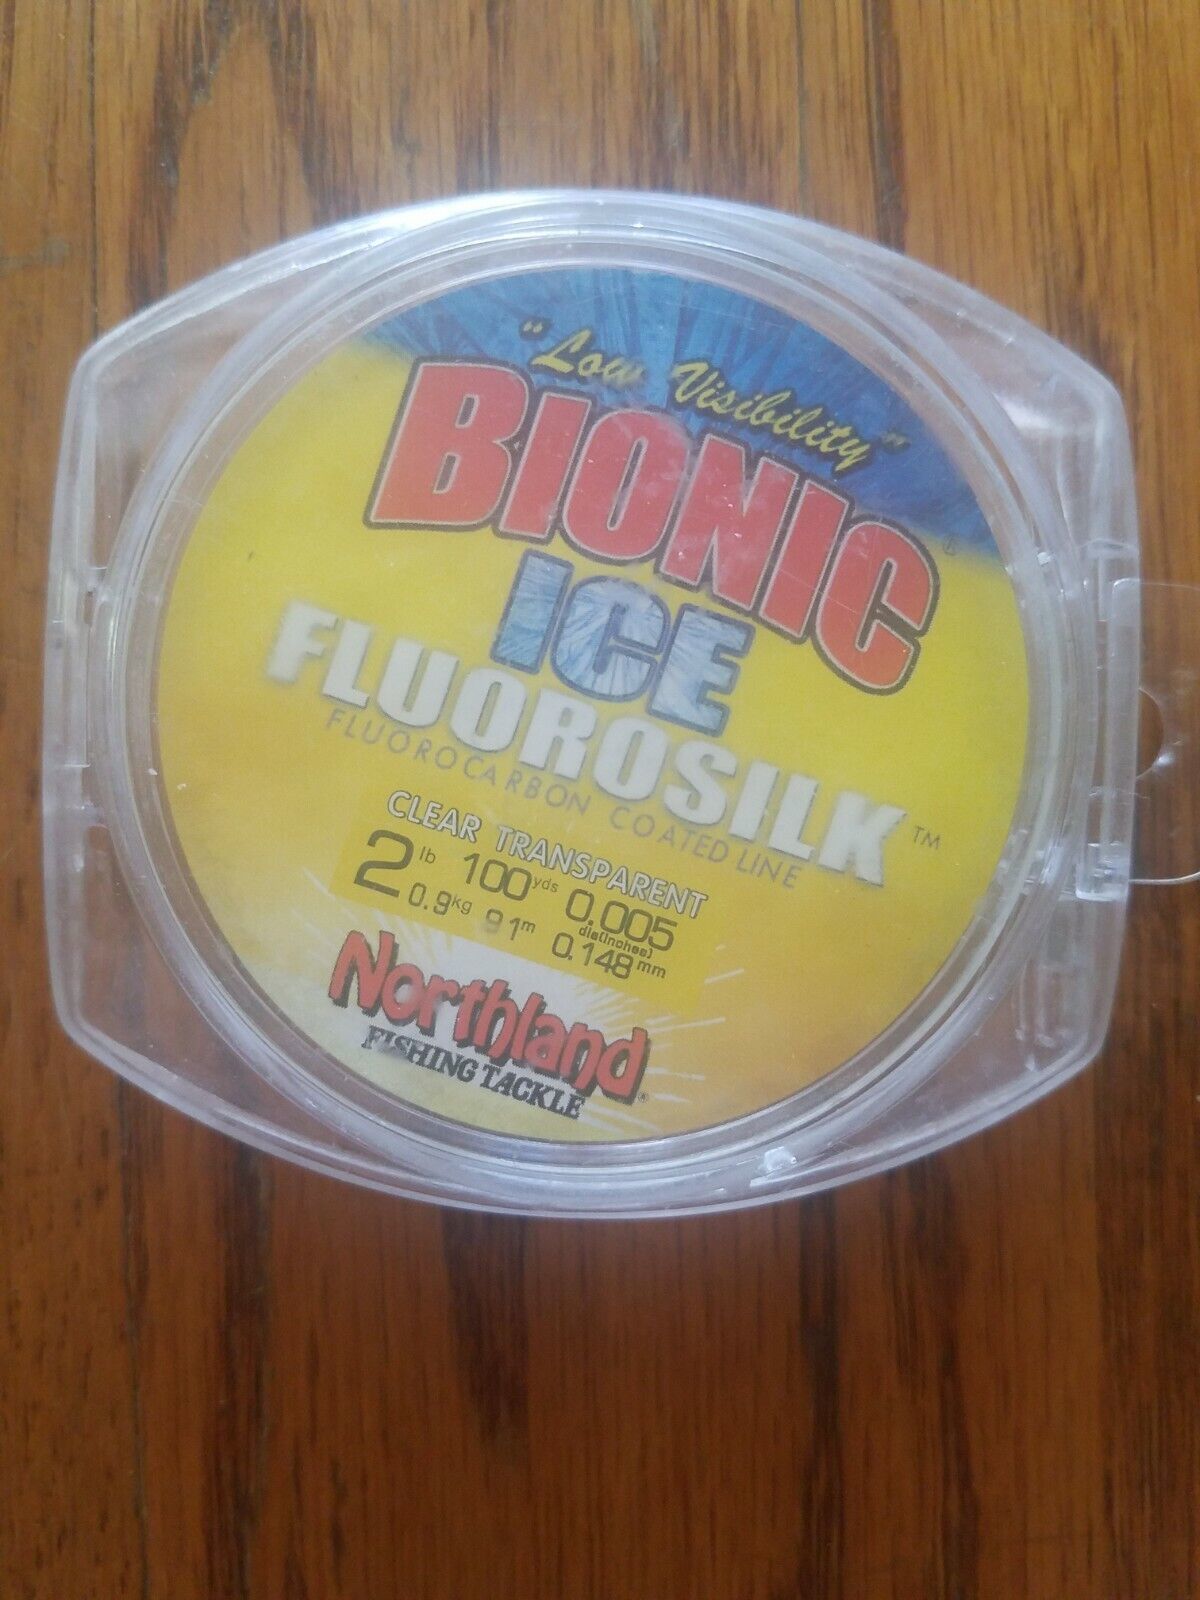 "Low Visibility"
BIONIC
ICE
FLUOROSILK™
FLUOROCARBON COATED LINE
CLEAR TRANSPARENT
2 lb 100 yds 0.005 dia(inches)
0.9 kg 91 m 0.148 mm
Northland®
FISHING TACKLE